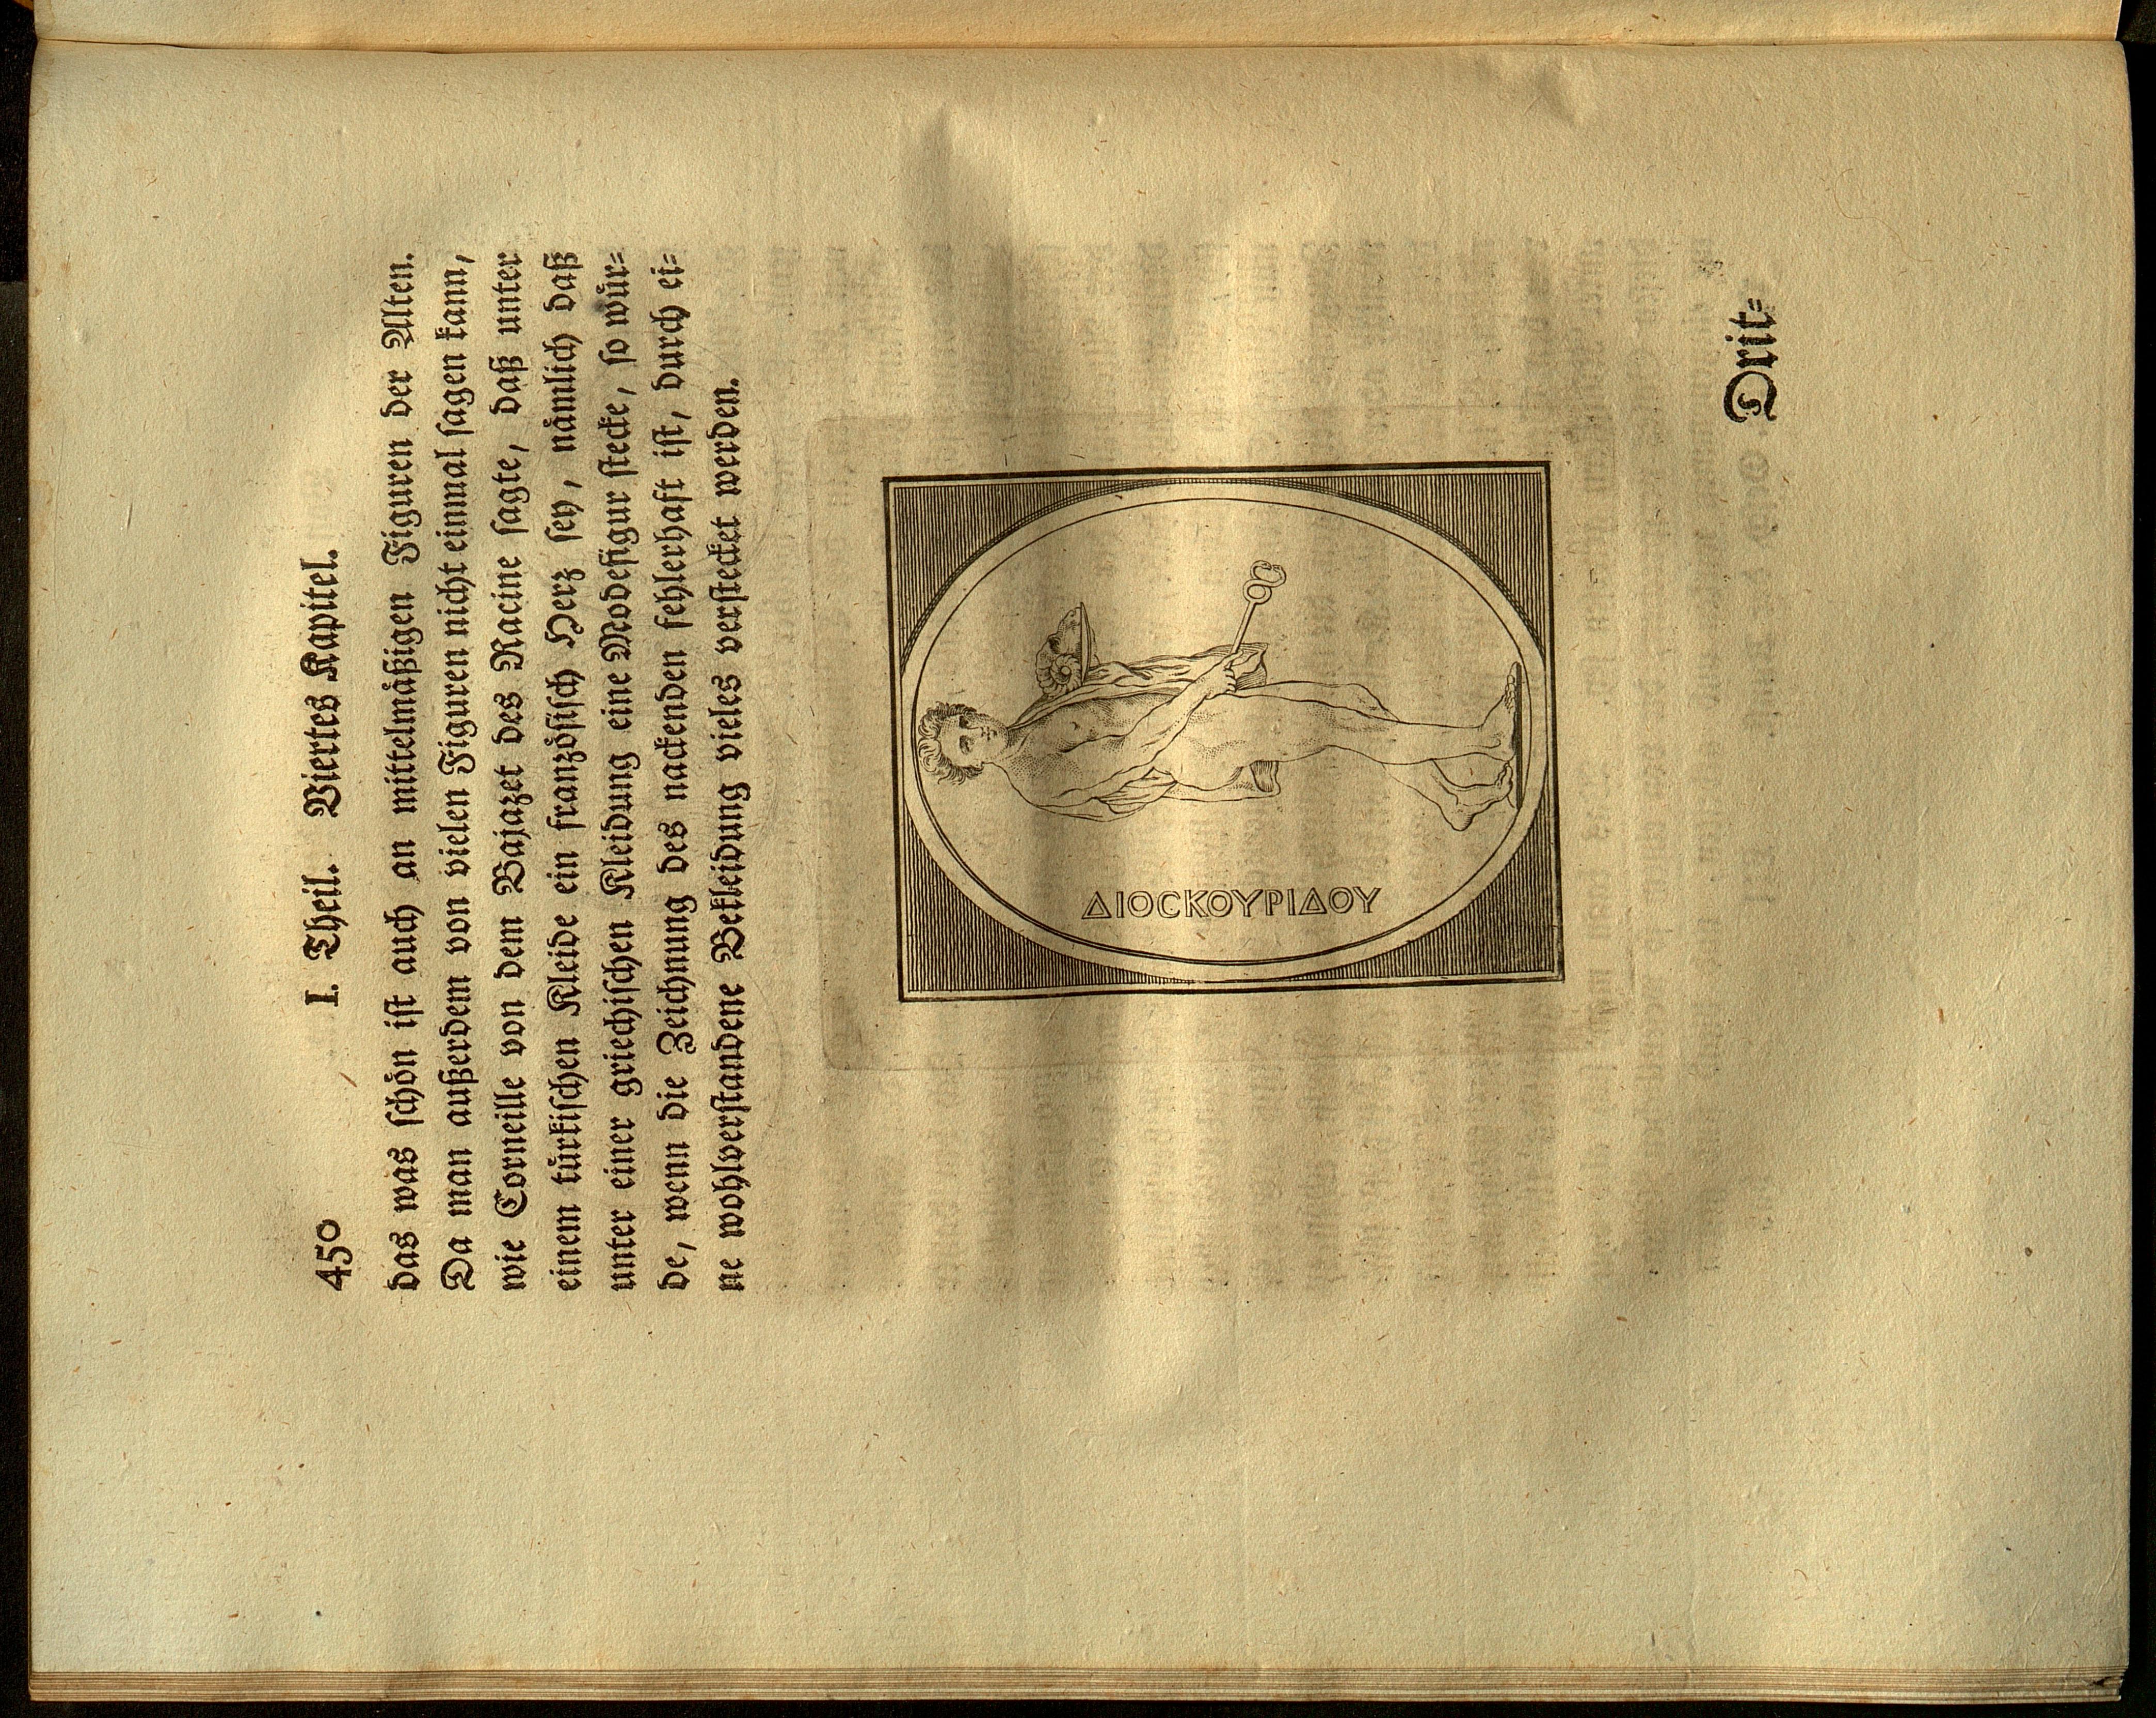 450 I. Theil. Viertes Kapitel.
das was schön ist auch an mittelmäßigen Figuren der Alten.
Da man außerdem von vielen Figuren nicht einmal sagen kann,
wie Corneille von dem Bajazet des Racine sagte, daß unter
einem türkischen Kleide ein französisch Herz sey, nämlich daß
unter einer griechischen Kleidung eine Modefigur stecke, so wür=
de, wenn die Zeichnung des nackenden fehlerhaft ist, durch ei=
ne wohlverstandene Bekleidung vieles verstecket werden.
ΔΙΟCΚΟΥΡΙΔΟΥ
Drit=